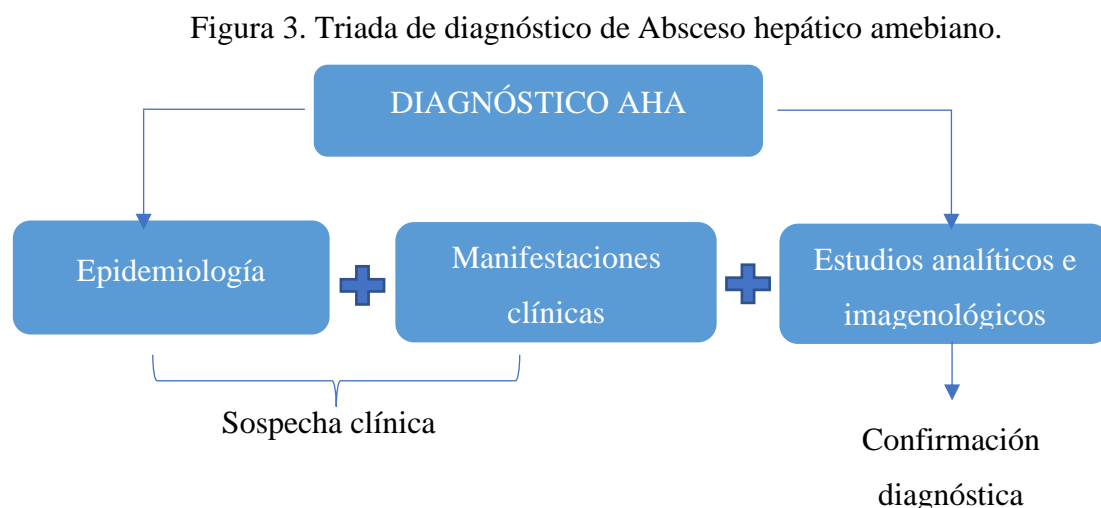 Figura 3. Triada de diagnóstico de Absceso hepático amebiano.
DIAGNÓSTICO AHA
Epidemiología
Manifestaciones
clínicas
Estudios analíticos e
imagenológicos
Sospecha clínica
Confirmación
diagnóstica